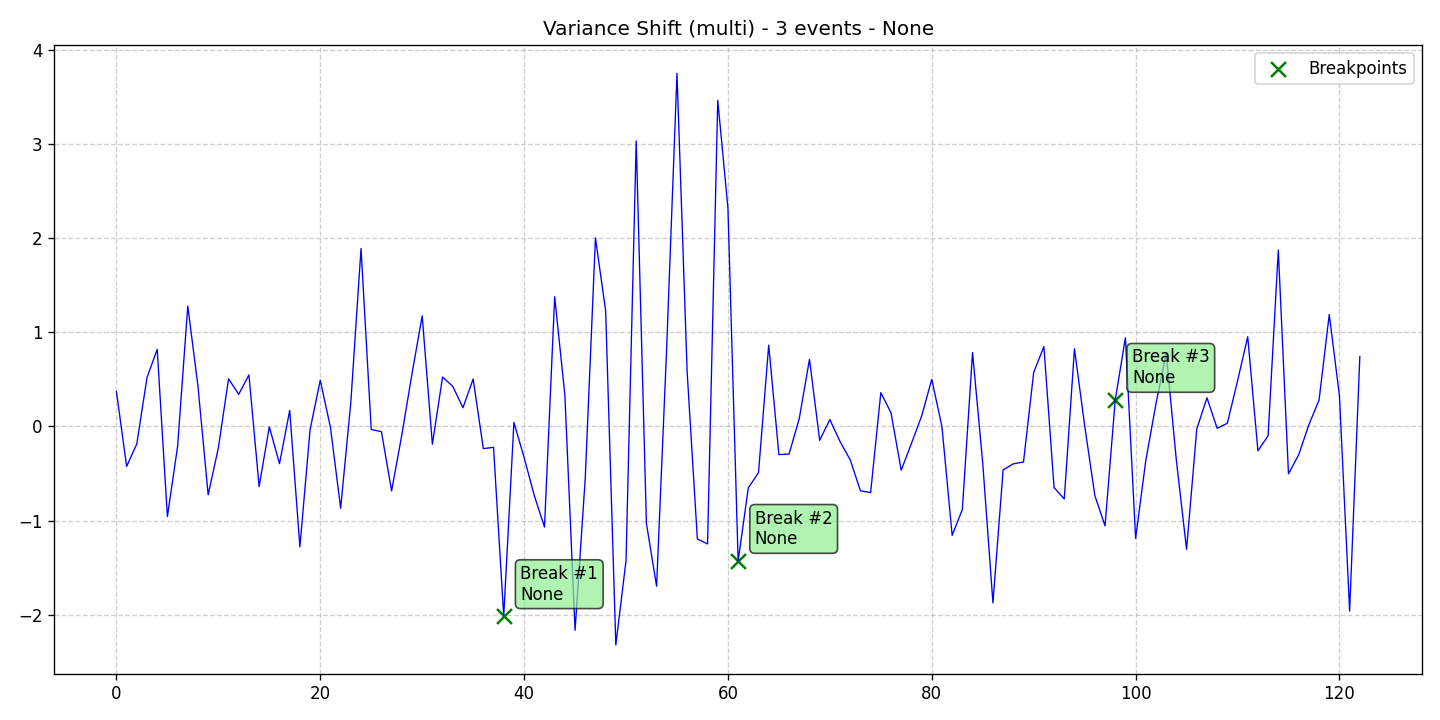 Variance Shift (multi) - 3 events - None
4
3
2
1
0
−1
−2
0
20
40
60
80
100
120
Breakpoints
Break #1
None
Break #2
None
Break #3
None